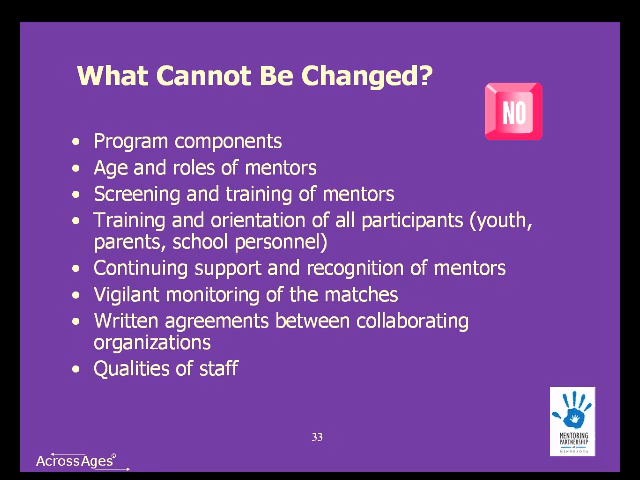 What Cannot Be Changed?
NO
• Program components
• Age and roles of mentors
• Screening and training of mentors
• Training and orientation of all participants (youth,
parents, school personnel)
• Continuing support and recognition of mentors
• Vigilant monitoring of the matches
• Written agreements between collaborating
organizations
• Qualities of staff
MENTORING
PARTNERSHIP
MINNESOTA
33
AcrossAges®